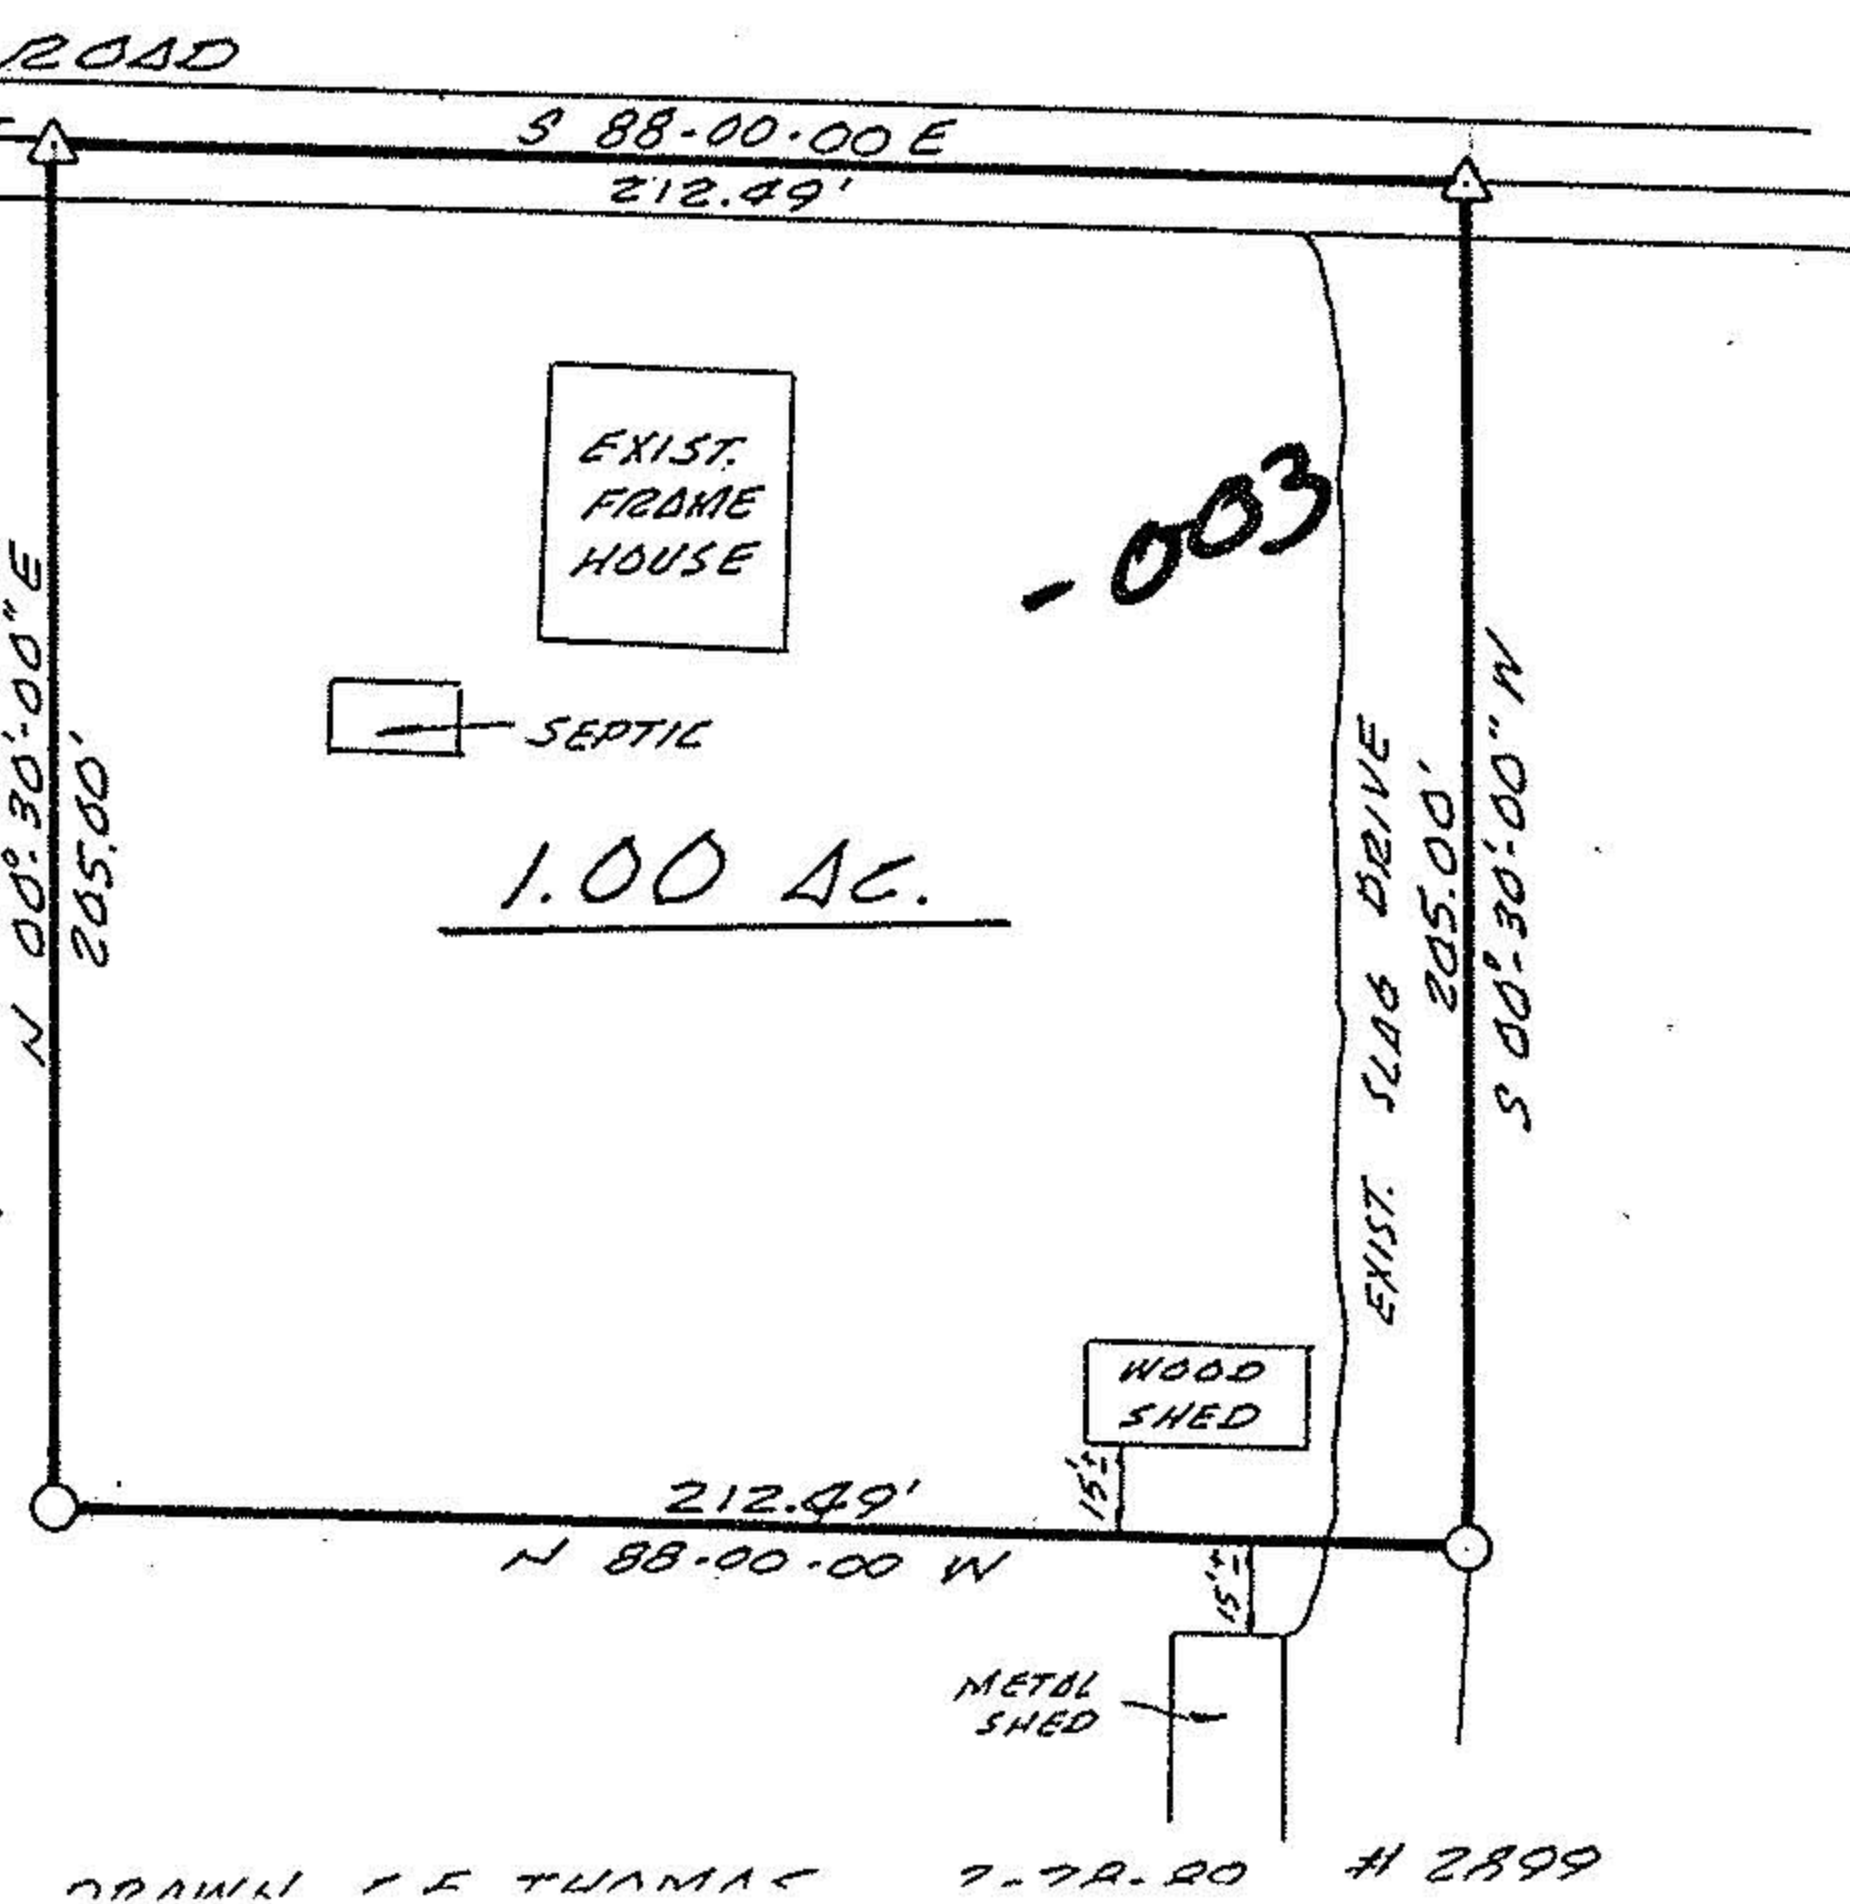 ROAD
S 88-00-00 E
212.49'
EXIST.
FRAME
HOUSE
-003
SEPTIC
1.00 AC.
N 00°-30'-00" E
205.00'
EXIST. SLAG DRIVE
205.00'
S 00°-30'-00" W
WOOD
SHED
15'±
212.49'
N 88-00-00 W
15'±
METAL
SHED
DRAWN THOMAS # 2899